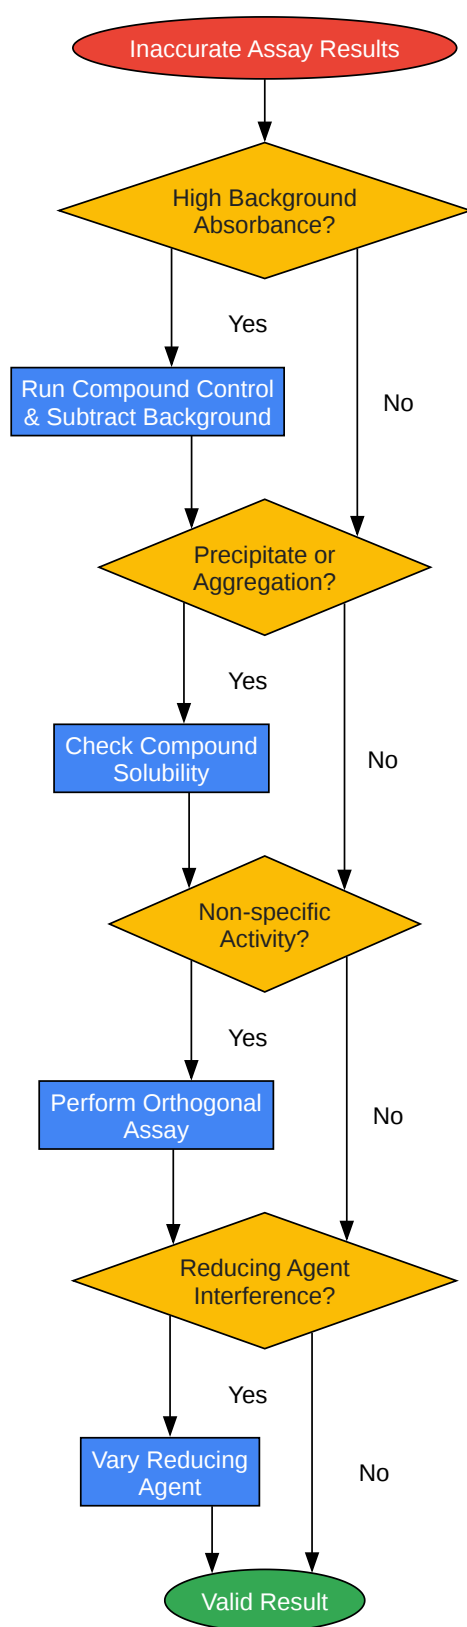 Inaccurate Assay Results
High Background
Absorbance?
Yes
Run Compound Control
& Subtract Background
No
Precipitate or
Aggregation?
Yes
Check Compound
Solubility
No
Non-specific
Activity?
Yes
Perform Orthogonal
Assay
No
Reducing Agent
Interference?
Yes
Vary Reducing
Agent
No
Valid Result